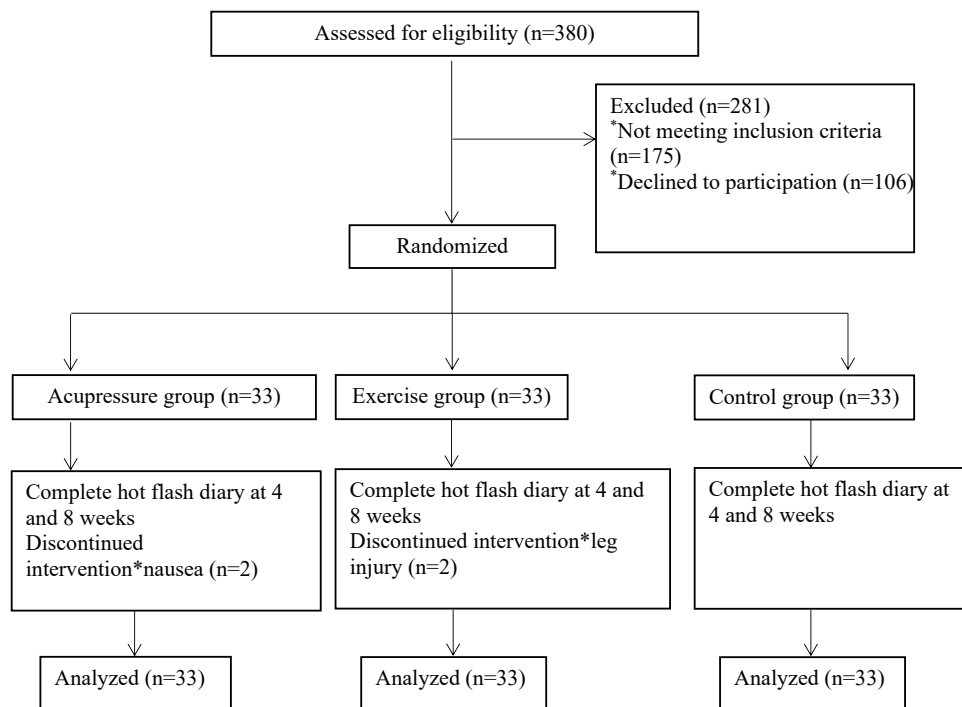 Assessed for eligibility (n=380)
Excluded (n=281)
*Not meeting inclusion criteria
(n=175)
*Declined to participation (n=106)
Randomized
Acupressure group (n=33)
Exercise group (n=33)
Control group (n=33)
Complete hot flash diary at 4
and 8 weeks
Discontinued
intervention*nausea (n=2)
Complete hot flash diary at 4 and
8 weeks
Discontinued intervention*leg
injury (n=2)
Complete hot flash diary at
4 and 8 weeks
Analyzed (n=33)
Analyzed (n=33)
Analyzed (n=33)